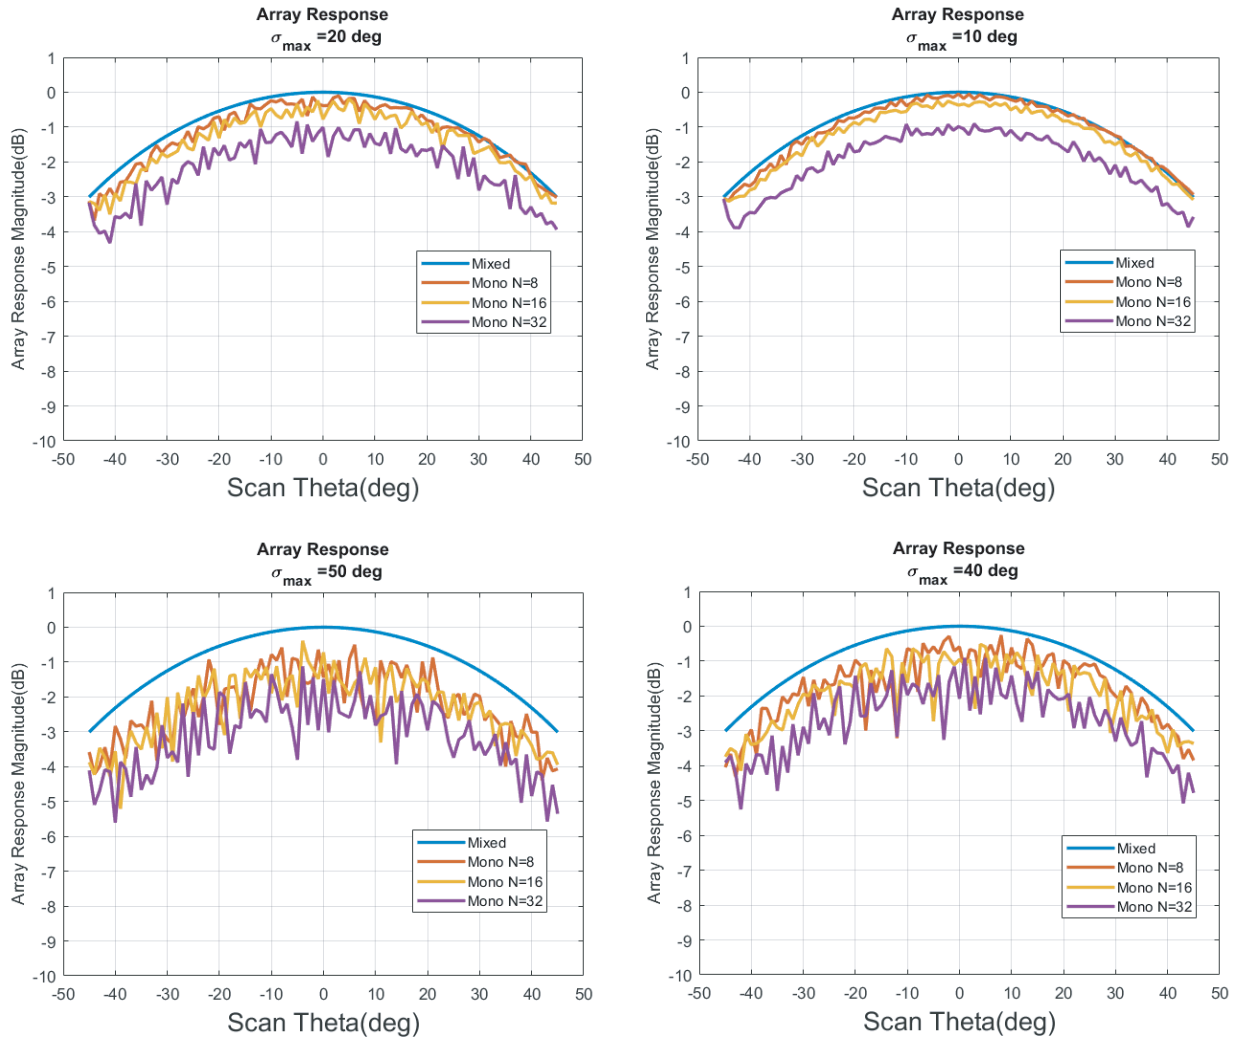 Array Response
σmax =20 deg
Array Response Magnitude(dB)
1
0
-1
-2
-3
-4
-5
-6
-7
-8
-9
-10
-50 -40 -30 -20 -10 0 10 20 30 40 50
Scan Theta(deg)
Mixed
Mono N=8
Mono N=16
Mono N=32
Array Response
σmax =10 deg
Array Response Magnitude(dB)
1
0
-1
-2
-3
-4
-5
-6
-7
-8
-9
-10
-50 -40 -30 -20 -10 0 10 20 30 40 50
Scan Theta(deg)
Mixed
Mono N=8
Mono N=16
Mono N=32
Array Response
σmax =50 deg
Array Response Magnitude(dB)
1
0
-1
-2
-3
-4
-5
-6
-7
-8
-9
-10
-50 -40 -30 -20 -10 0 10 20 30 40 50
Scan Theta(deg)
Mixed
Mono N=8
Mono N=16
Mono N=32
Array Response
σmax =40 deg
Array Response Magnitude(dB)
1
0
-1
-2
-3
-4
-5
-6
-7
-8
-9
-10
-50 -40 -30 -20 -10 0 10 20 30 40 50
Scan Theta(deg)
Mixed
Mono N=8
Mono N=16
Mono N=32